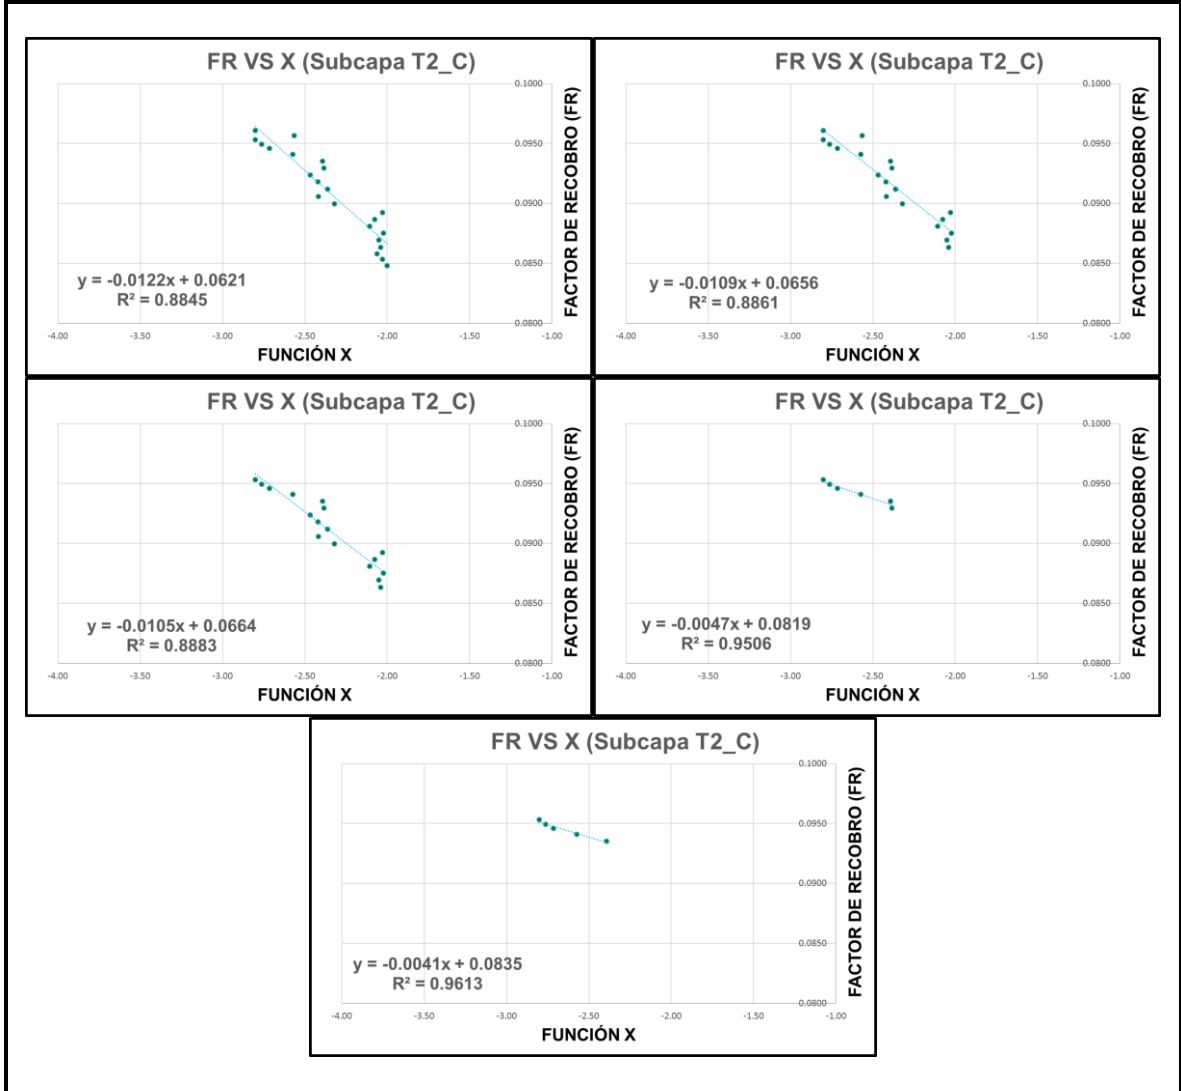 FR VS X (Subcapa T2_C)
0.1000
0.0950
0.0900
0.0850
0.0800
FACTOR DE RECOBRO (FR)
y = -0.0122x + 0.0621
R² = 0.8845
-4.00 -3.50 -3.00 -2.50 -2.00 -1.50 -1.00
FUNCIÓN X
FR VS X (Subcapa T2_C)
0.1000
0.0950
0.0900
0.0850
0.0800
FACTOR DE RECOBRO (FR)
y = -0.0109x + 0.0656
R² = 0.8861
-4.00 -3.50 -3.00 -2.50 -2.00 -1.50 -1.00
FUNCIÓN X
FR VS X (Subcapa T2_C)
0.1000
0.0950
0.0900
0.0850
0.0800
FACTOR DE RECOBRO (FR)
y = -0.0105x + 0.0664
R² = 0.8883
-4.00 -3.50 -3.00 -2.50 -2.00 -1.50 -1.00
FUNCIÓN X
FR VS X (Subcapa T2_C)
0.1000
0.0950
0.0900
0.0850
0.0800
FACTOR DE RECOBRO (FR)
y = -0.0047x + 0.0819
R² = 0.9506
-4.00 -3.50 -3.00 -2.50 -2.00 -1.50 -1.00
FUNCIÓN X
FR VS X (Subcapa T2_C)
0.1000
0.0950
0.0900
0.0850
0.0800
FACTOR DE RECOBRO (FR)
y = -0.0041x + 0.0835
R² = 0.9613
-4.00 -3.50 -3.00 -2.50 -2.00 -1.50 -1.00
FUNCIÓN X